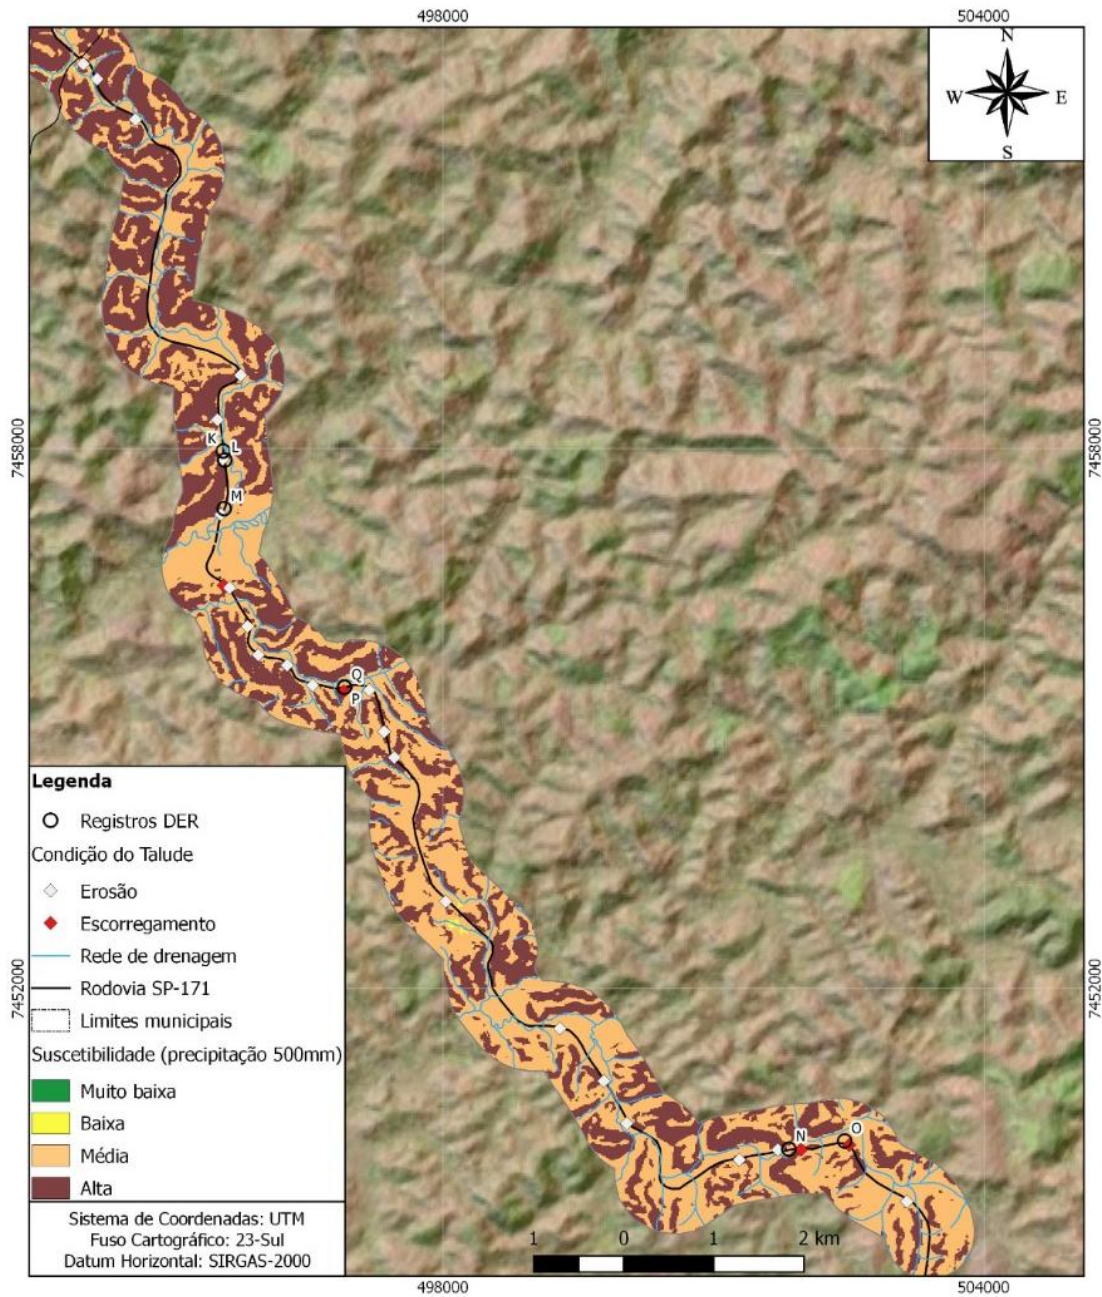 498000
504000
N
W
E
S
7458000
7458000
K
L
M
Q
P
Legenda
Registros DER
Condição do Talude
Erosão
Escorregamento
Rede de drenagem
Rodovia SP-171
Limites municipais
Suscetibilidade (precipitação 500mm)
Muito baixa
Baixa
Média
Alta
7452000
7452000
N
O
Sistema de Coordenadas: UTM
Fuso Cartográfico: 23-Sul
Datum Horizontal: SIRGAS-2000
1 0 1 2 km
498000
504000